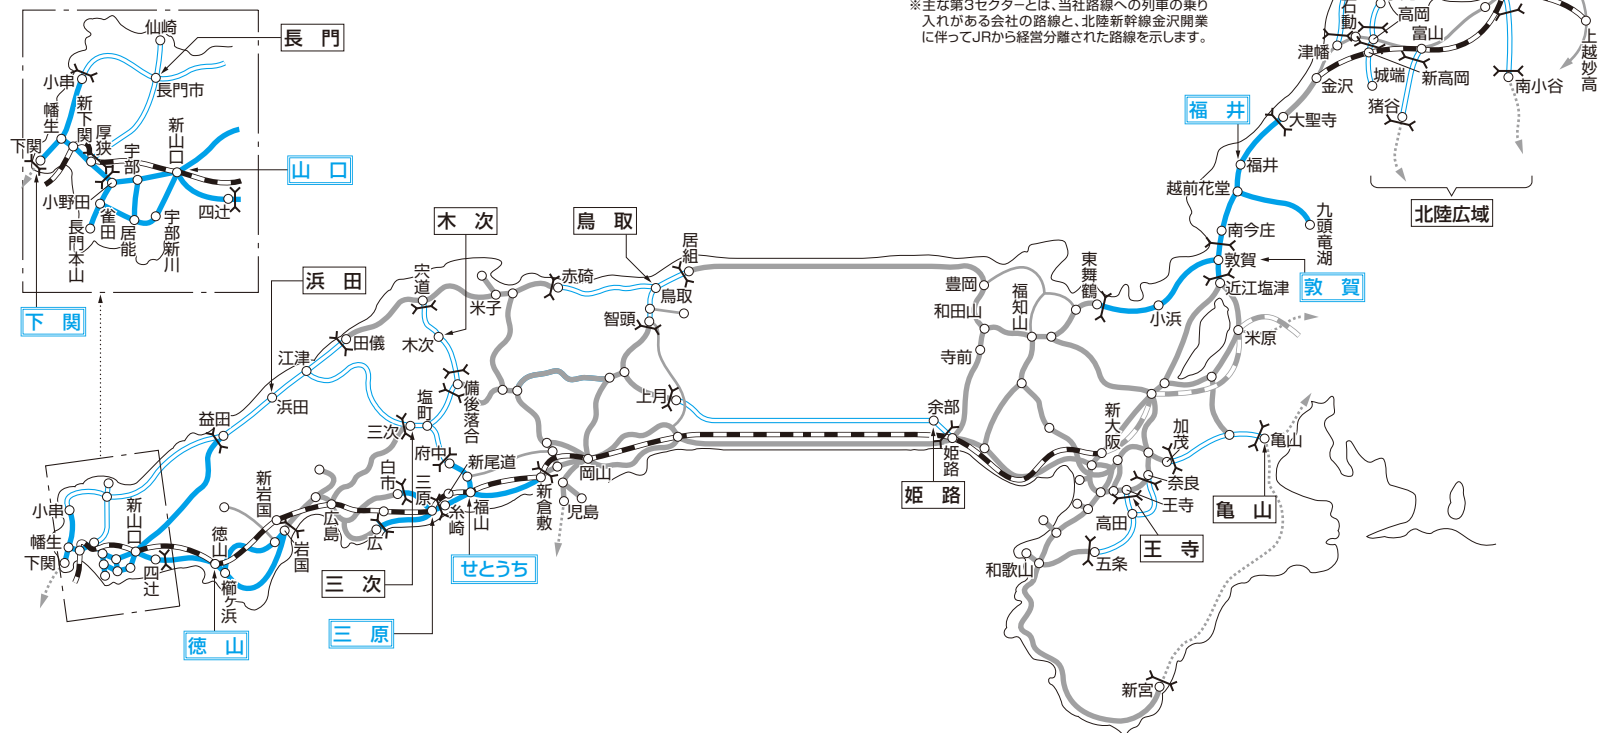 ※主な第3セクターとは、当社路線への列車の乗り
入れがある会社の路線と、北陸新幹線金沢開業
に伴ってJRから経営分離された路線を示します。
仙崎
長 門
小串
長門市
幡生
新下関
厚狭
宇部
新山口
下関
山 口
小野田
雀田
居能
宇部新川
四辻
長門本山
下 関
石動
高岡
富山
津幡
金沢
城端
新高岡
猪谷
南小谷
上越妙高
北陸広域
福 井
大聖寺
福井
越前花堂
九頭竜湖
南今庄
敦賀
敦 賀
近江塩津
小浜
東舞鶴
米原
木 次
鳥 取
浜 田
宍道
米子
赤碕
居組
鳥取
智頭
豊岡
和田山
福知山
寺前
田儀
木次
江津
浜田
備後落合
塩町
三次
上月
余部
姫路
姫 路
益田
府中
新尾道
白市
三原
糸崎
福山
新倉敷
岡山
児島
新大阪
加茂
亀山
亀 山
奈良
王寺
高田
王 寺
五条
和歌山
新宮
小串
新山口
幡生
下関
四辻
徳山
櫛ヶ浜
新岩国
岩国
広島
広
三 次
せとうち
三 原
徳 山